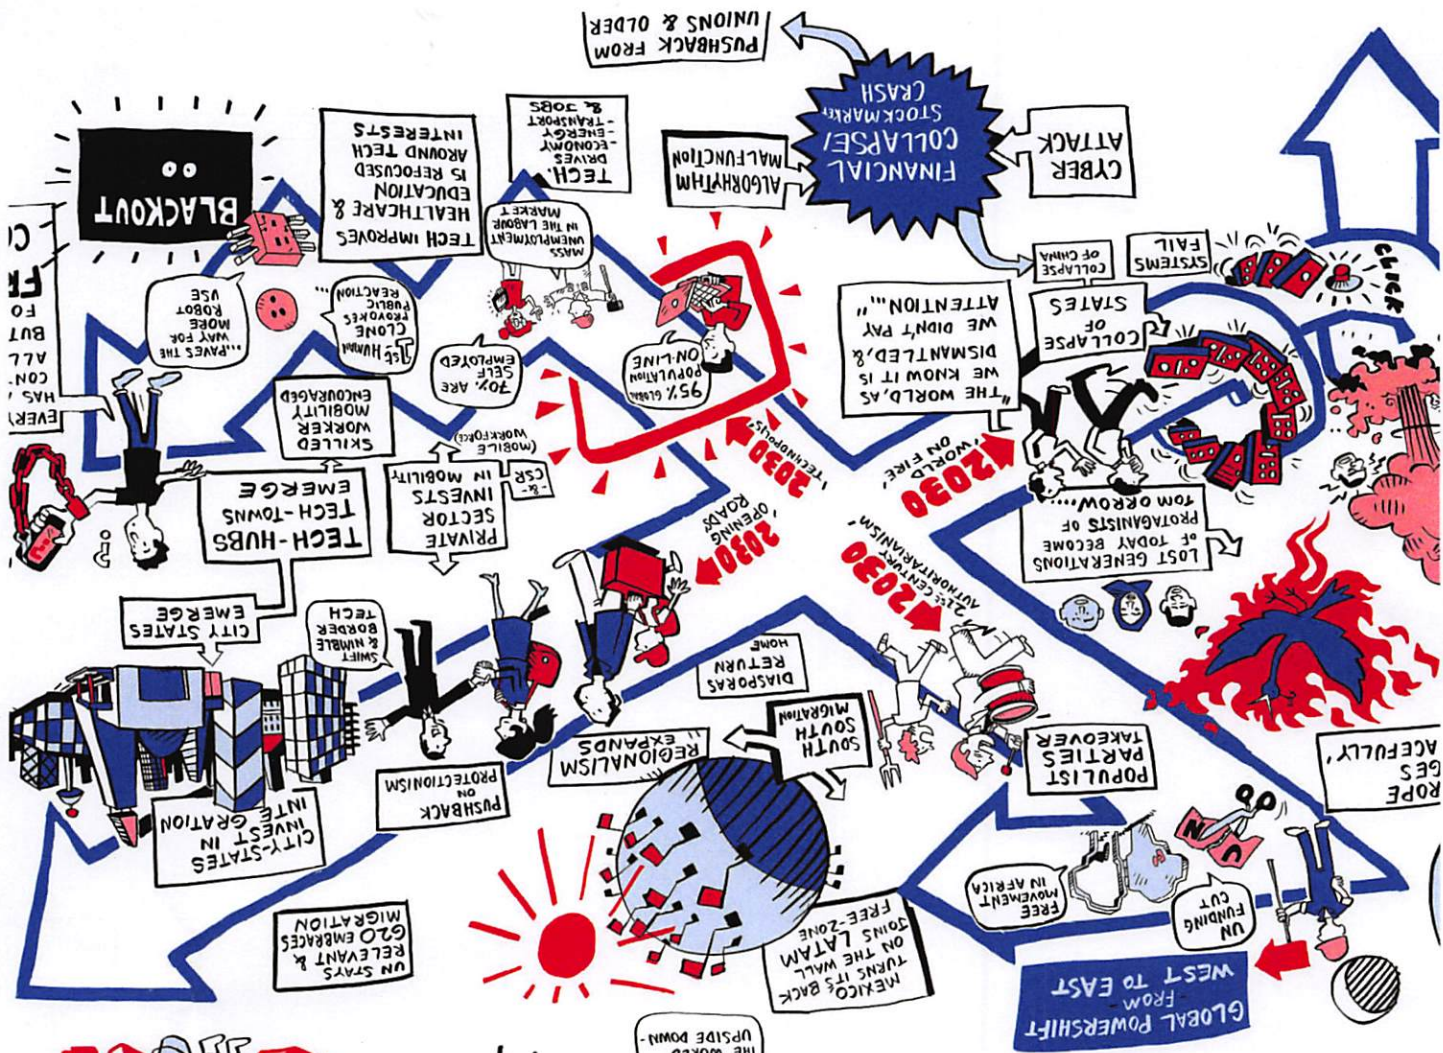 THE WORLD
UPSIDE DOWN-
GLOBAL POWERSHIFT
-FROM-
WEST TO EAST
UN
FUNDING
CUT
UN
FREE
MOVEMENT
IN AFRICA
MEXICO
TURNS IT'S BACK
ON THE WALL
JOINS LATAM
FREE-ZONE
UN STAYS
RELEVANT &
G20 EMBRACES
MIGRATION
CITY-STATES
INVEST IN
INTEGRATION
PUSHBACK
ON
PROTECTIONISM
"REGIONALISM
EXPANDS"
SOUTH
SOUTH
MIGRATION
POPULIST
PARTIES
TAKEOVER
DIASPORAS
RETURN
HOME
SWIFT
& NIMBLE
BORDER
TECH
CITY STATES
EMERGE
TECH-HUBS
TECH-TOWNS
EMERGE
PRIVATE
SECTOR
INVESTS
IN MOBILITY
CSR-
-&-
(MOBILE
WORKFORCE)
SKILLED
WORKER
MOBILITY
ENCOURAGED
2030
'OPENING
ROADS'
2030
'21ST CENTURY
AUTHORITARIANISM'
2030
'TECHNOPOLIS'
2030
'WORLD
ON FIRE'
LOST GENERATIONS
OF TODAY BECOME
PROTAGANISTS OF
TOMORROW....
"THE WORLD, AS
WE KNOW IT IS
DISMANTLED, &
WE DIDN'T PAY
ATTENTION..."
COLLAPSE
OF
STATES
COLLAPSE
OF CHINA
SYSTEMS
FAIL
CLICK
95% GLOBAL
POPULATION
ON-LINE
70% ARE
SELF
EMPLOYED
MASS
UNEMPLOYMENT
IN THE LABOUR
MARKET
1ST HUMAN
CLONE
PROVOKES
PUBLIC
REACTION...
...PAVES THE
WAY FOR
MORE
ROBOT
USE
TECH IMPROVES
HEALTHCARE &
EDUCATION
IS REFOCUSED
AROUND TECH
INTERESTS
BLACKOUT
TECH.
DRIVES
-ECONOMY
-ENERGY
-TRANSPORT
& JOBS
ALGORHYTHM
MALFUNCTION
FINANCIAL
COLLAPSE/
STOCKMARKET
CRASH
CYBER
ATTACK
PUSHBACK FROM
UNIONS & OLDER